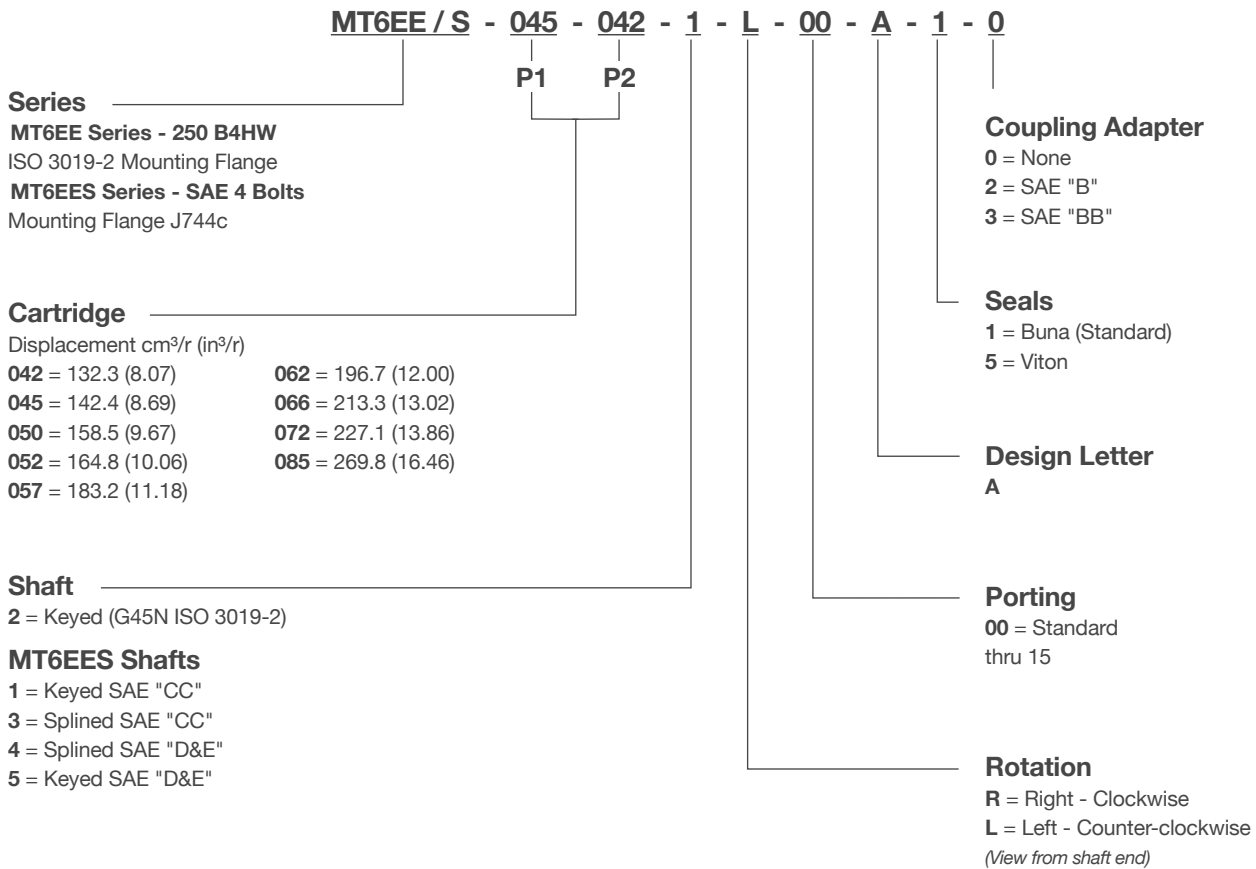 MT6EE / S - 045 - 042 - 1 - L - 00 - A - 1 - 0
P1 P2
Series
MT6EE Series - 250 B4HW
ISO 3019-2 Mounting Flange
MT6EES Series - SAE 4 Bolts
Mounting Flange J744c
Cartridge
Displacement cm³/r (in³/r)
042 = 132.3 (8.07) 062 = 196.7 (12.00)
045 = 142.4 (8.69) 066 = 213.3 (13.02)
050 = 158.5 (9.67) 072 = 227.1 (13.86)
052 = 164.8 (10.06) 085 = 269.8 (16.46)
057 = 183.2 (11.18)
Shaft
2 = Keyed (G45N ISO 3019-2)
MT6EES Shafts
1 = Keyed SAE "CC"
3 = Splined SAE "CC"
4 = Splined SAE "D&E"
5 = Keyed SAE "D&E"
Coupling Adapter
0 = None
2 = SAE "B"
3 = SAE "BB"
Seals
1 = Buna (Standard)
5 = Viton
Design Letter
A
Porting
00 = Standard
thru 15
Rotation
R = Right - Clockwise
L = Left - Counter-clockwise
(View from shaft end)